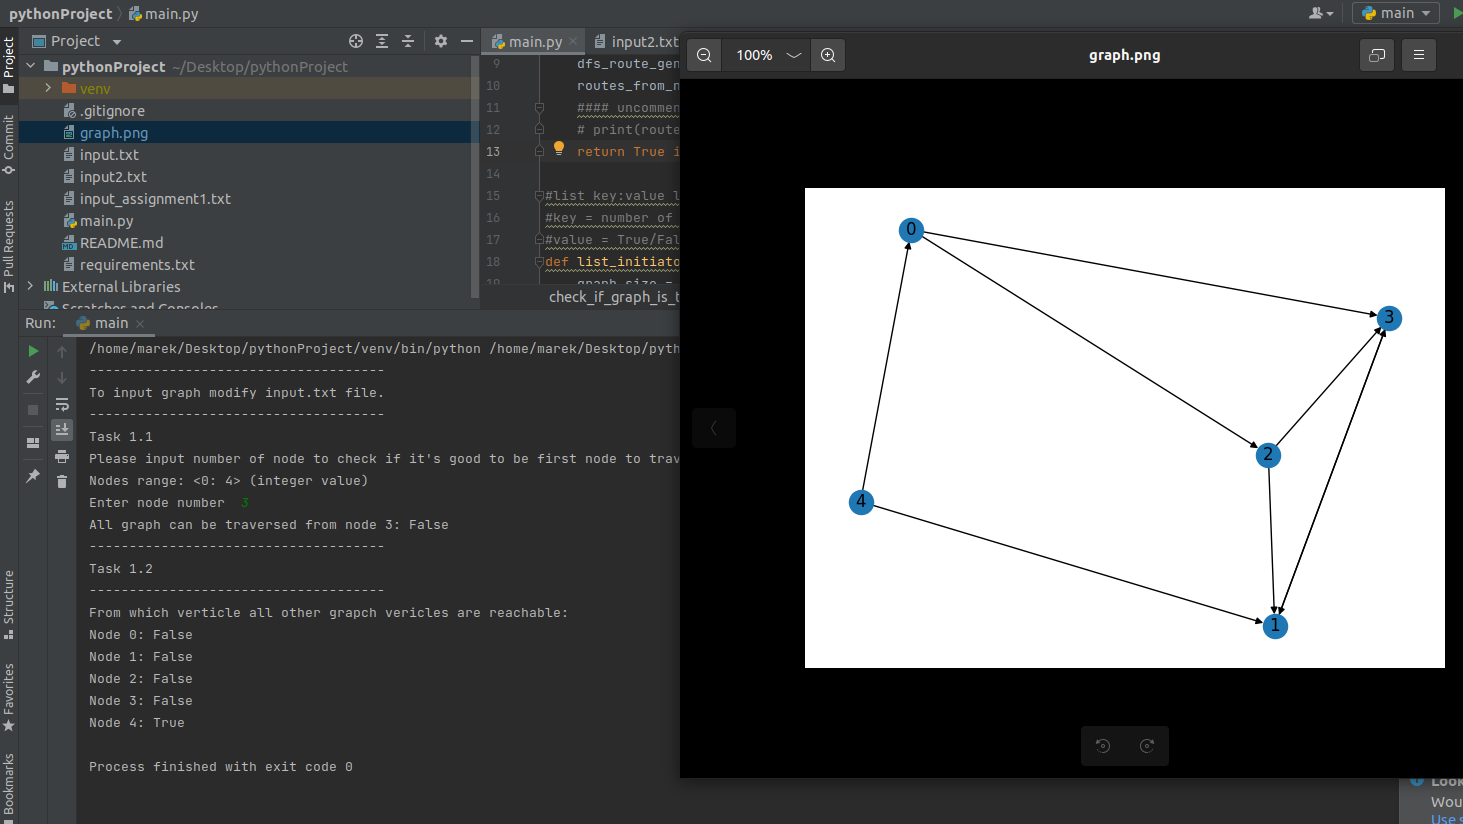 pythonProject main.py
main
Project
main.py
input2.txt
pythonProject ~/Desktop/pythonProject
venv
.gitignore
graph.png
input.txt
input2.txt
input_assignment1.txt
main.py
README.md
requirements.txt
External Libraries
Scratches and Consoles
9 dfs_route_gen
10 routes_from_n
11 #### uncommen
12 # print(route
13 return True i
14
15 #list key:value l
16 #key = number of
17 #value = True/Fal
18 def list_initiato
19 graph_size =
check_if_graph_is_t
Run: main
/home/marek/Desktop/pythonProject/venv/bin/python /home/marek/Desktop/pyth
-------------------------------------
To input graph modify input.txt file.
-------------------------------------
Task 1.1
Please input number of node to check if it's good to be first node to trav
Nodes range: <0: 4> (integer value)
Enter node number 3
All graph can be traversed from node 3: False
-------------------------------------
Task 1.2
-------------------------------------
From which verticle all other grapch vericles are reachable:
Node 0: False
Node 1: False
Node 2: False
Node 3: False
Node 4: True
Process finished with exit code 0
100%
graph.png
0
3
2
4
1
Project
Commit
Pull Requests
Structure
Favorites
Bookmarks
Look
Wou
Use s